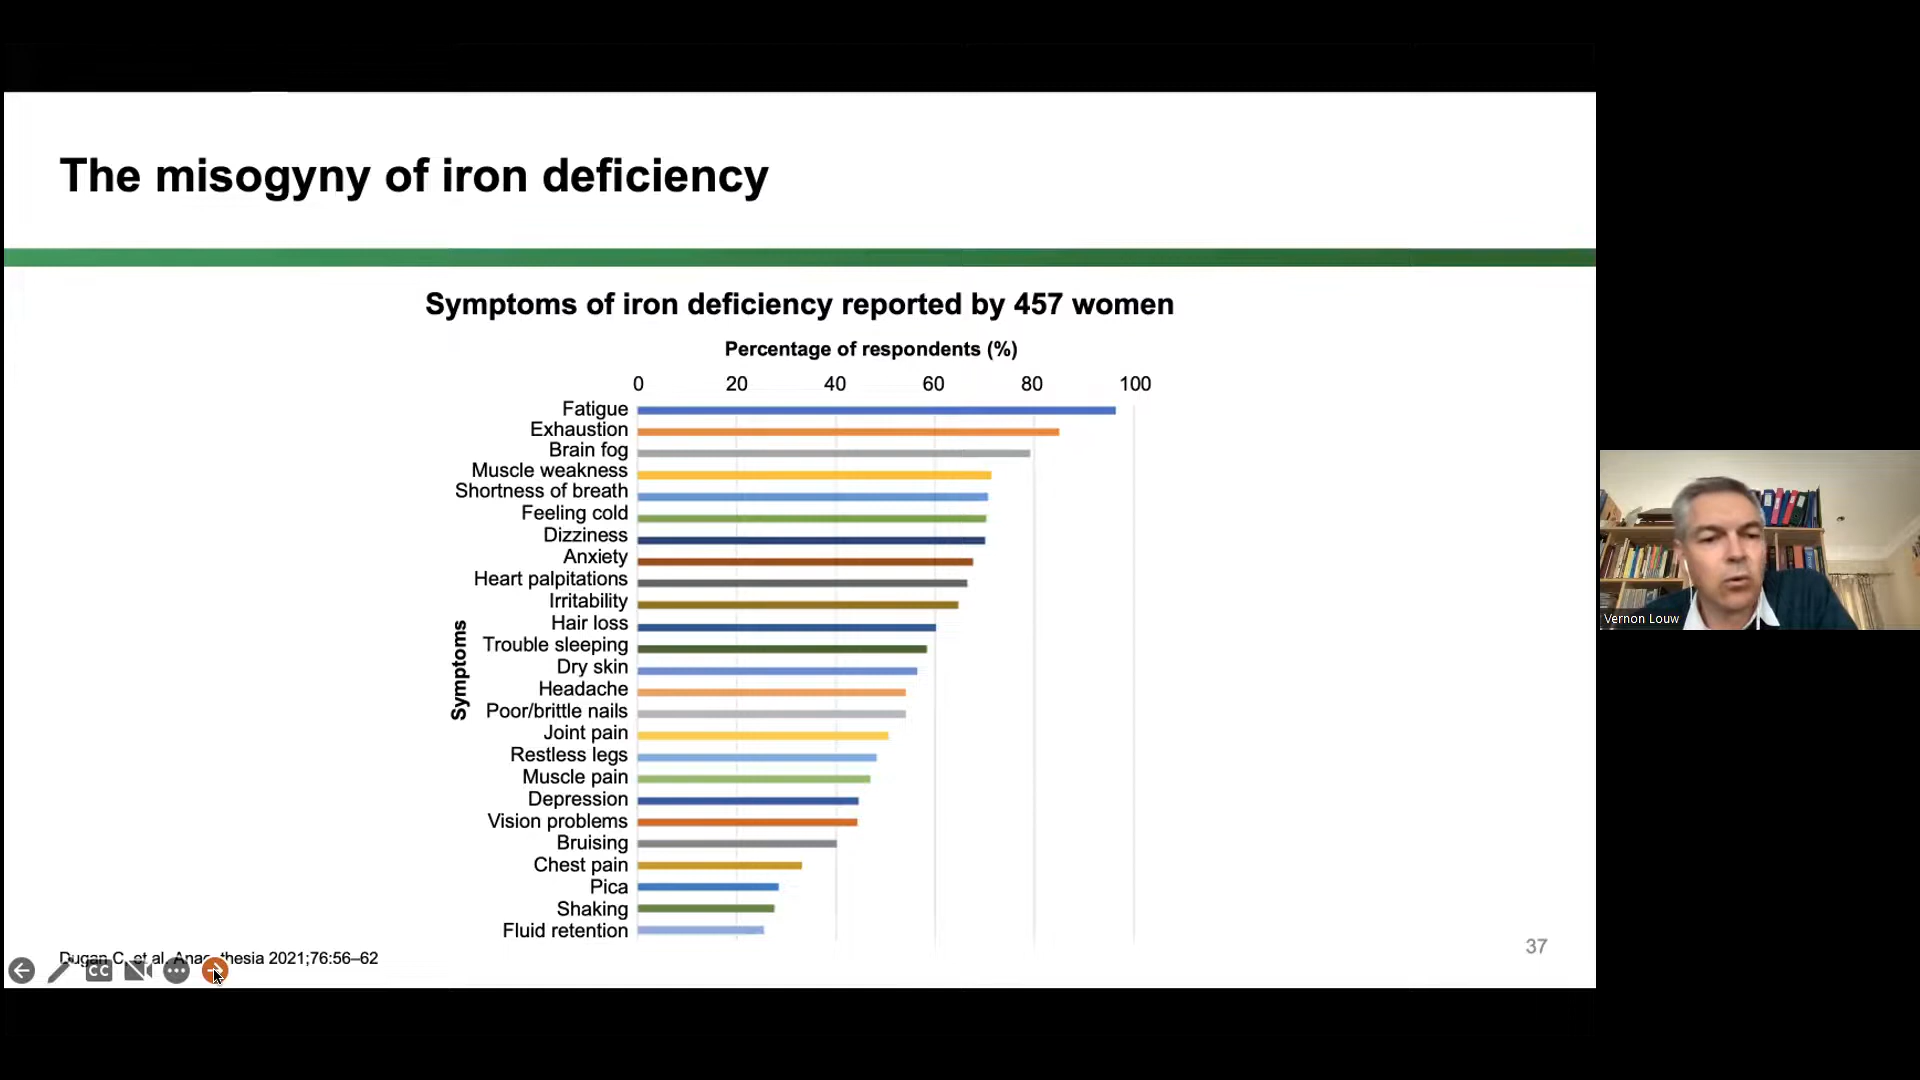 The misogyny of iron deficiency
Symptoms of iron deficiency reported by 457 women
Percentage of respondents (%)
0 20 40 60 80 100
Symptoms
Fatigue
Exhaustion
Brain fog
Muscle weakness
Shortness of breath
Feeling cold
Dizziness
Anxiety
Heart palpitations
Irritability
Hair loss
Trouble sleeping
Dry skin
Headache
Poor/brittle nails
Joint pain
Restless legs
Muscle pain
Depression
Vision problems
Bruising
Chest pain
Pica
Shaking
Fluid retention
Dugan C, et al. Anaesthesia 2021;76:56–62
37
CC
Vernon Louw